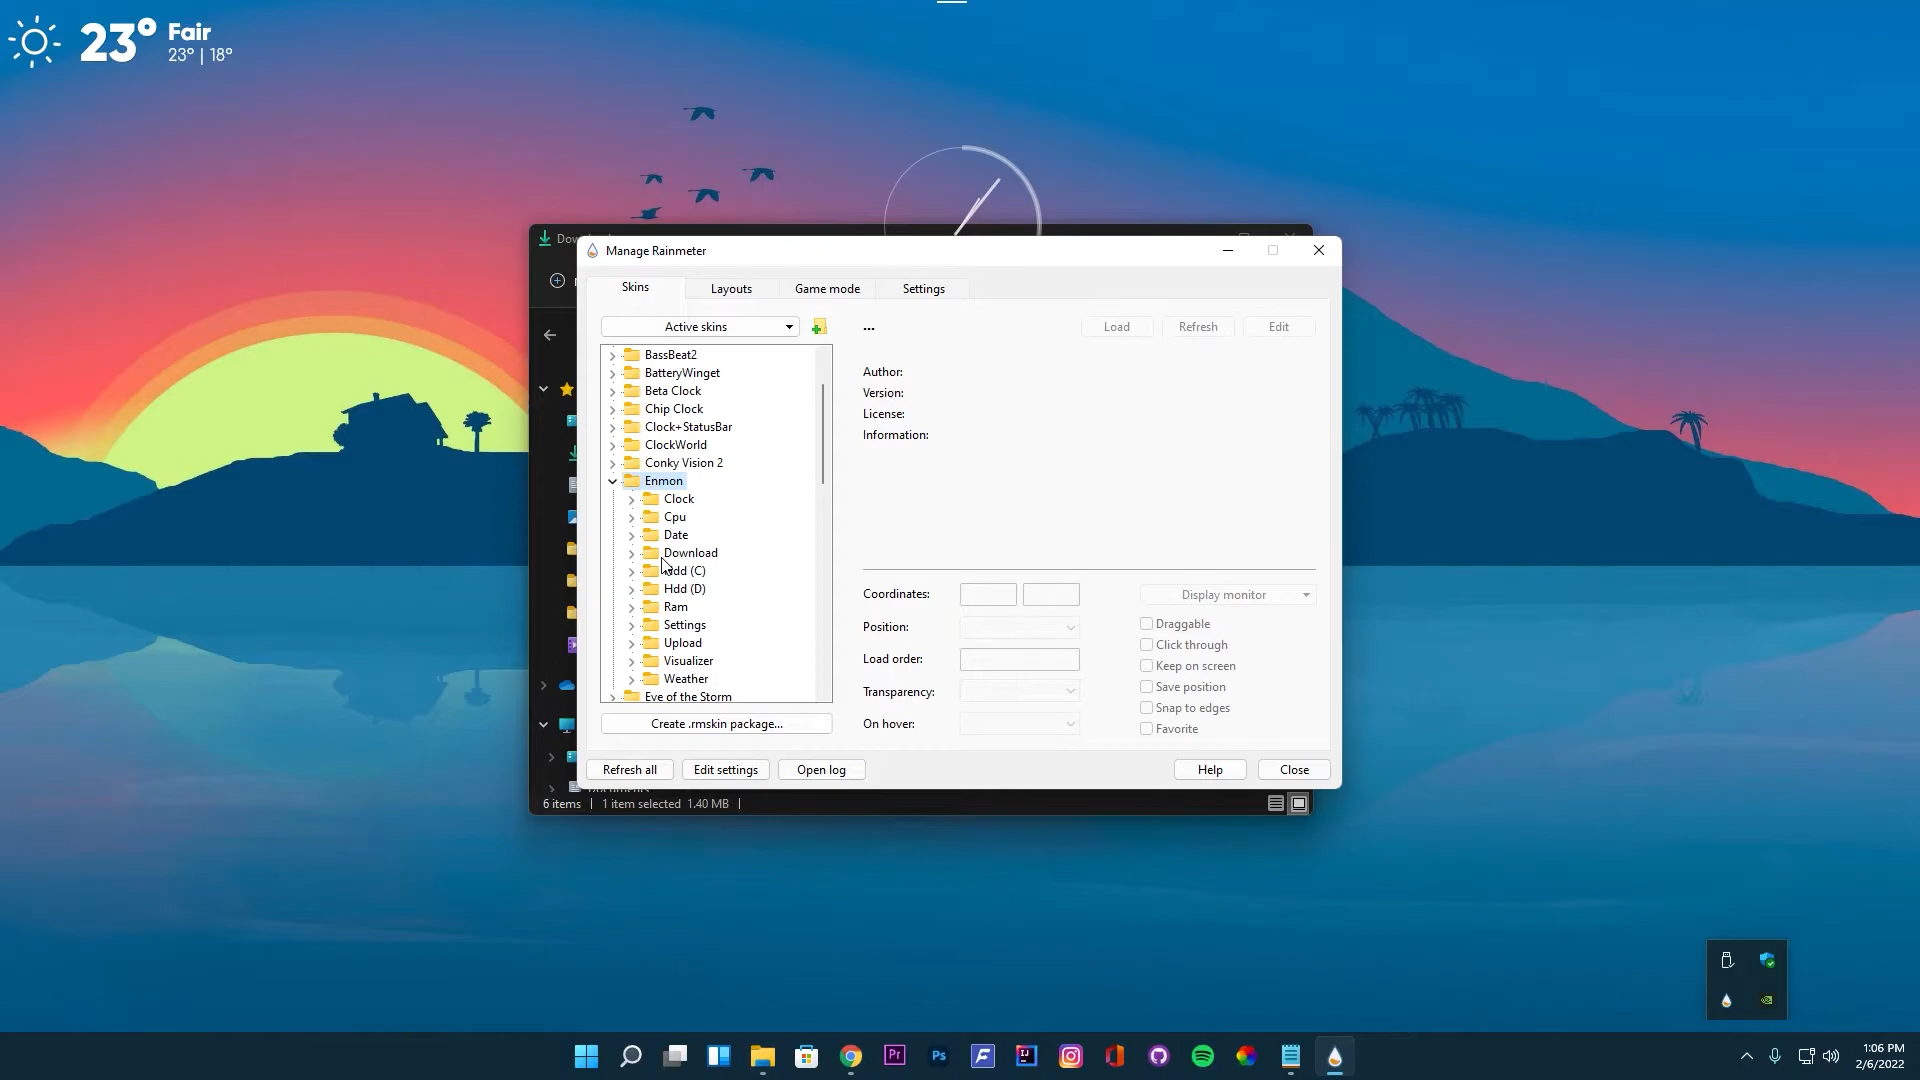 23°
Fair
23° | 18°
Manage Rainmeter
Skins
Layouts
Game mode
Settings
Active skins
...
Load
Refresh
Edit
BassBeat2
BatteryWinget
Beta Clock
Chip Clock
Clock+StatusBar
ClockWorld
Conky Vision 2
Enmon
Clock
Cpu
Date
Download
dd (C)
Hdd (D)
Ram
Settings
Upload
Visualizer
Weather
Eve of the Storm
Author:
Version:
License:
Information:
Coordinates:
Display monitor
Position:
Draggable
Click through
Load order:
Keep on screen
Transparency:
Save position
Snap to edges
On hover:
Favorite
Create .rmskin package...
Refresh all
Edit settings
Open log
Help
Close
6 items | 1 item selected 1.40 MB |
Pr
Ps
1:06 PM
2/6/2022